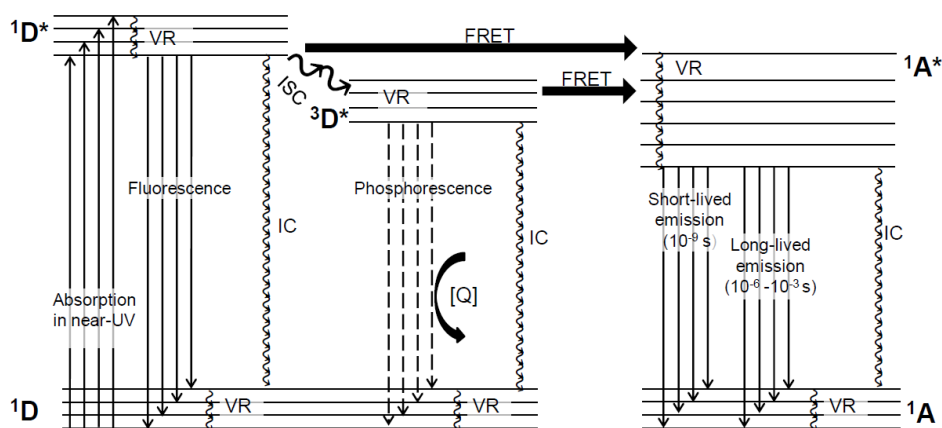 ¹D*
VR
FRET
ISC
VR
³D*
FRET
VR
¹A*
Fluorescence
Phosphorescence
IC
IC
[Q]
Short-lived
emission
(10⁻⁹ s)
Long-lived
emission
(10⁻⁶ -10⁻³ s)
IC
Absorption
in near-UV
¹D
VR
VR
VR
¹A